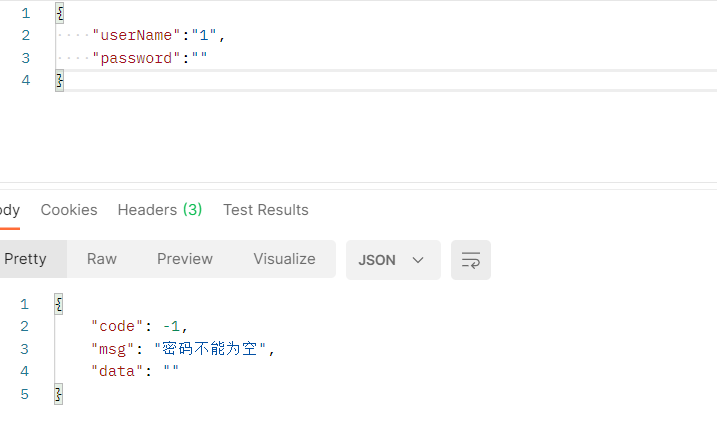 1 {
2 "userName":"1",
3 "password":""
4 }
ody Cookies Headers (3) Test Results
Pretty Raw Preview Visualize JSON
1 {
2 "code": -1,
3 "msg": "密码不能为空",
4 "data": ""
5 }